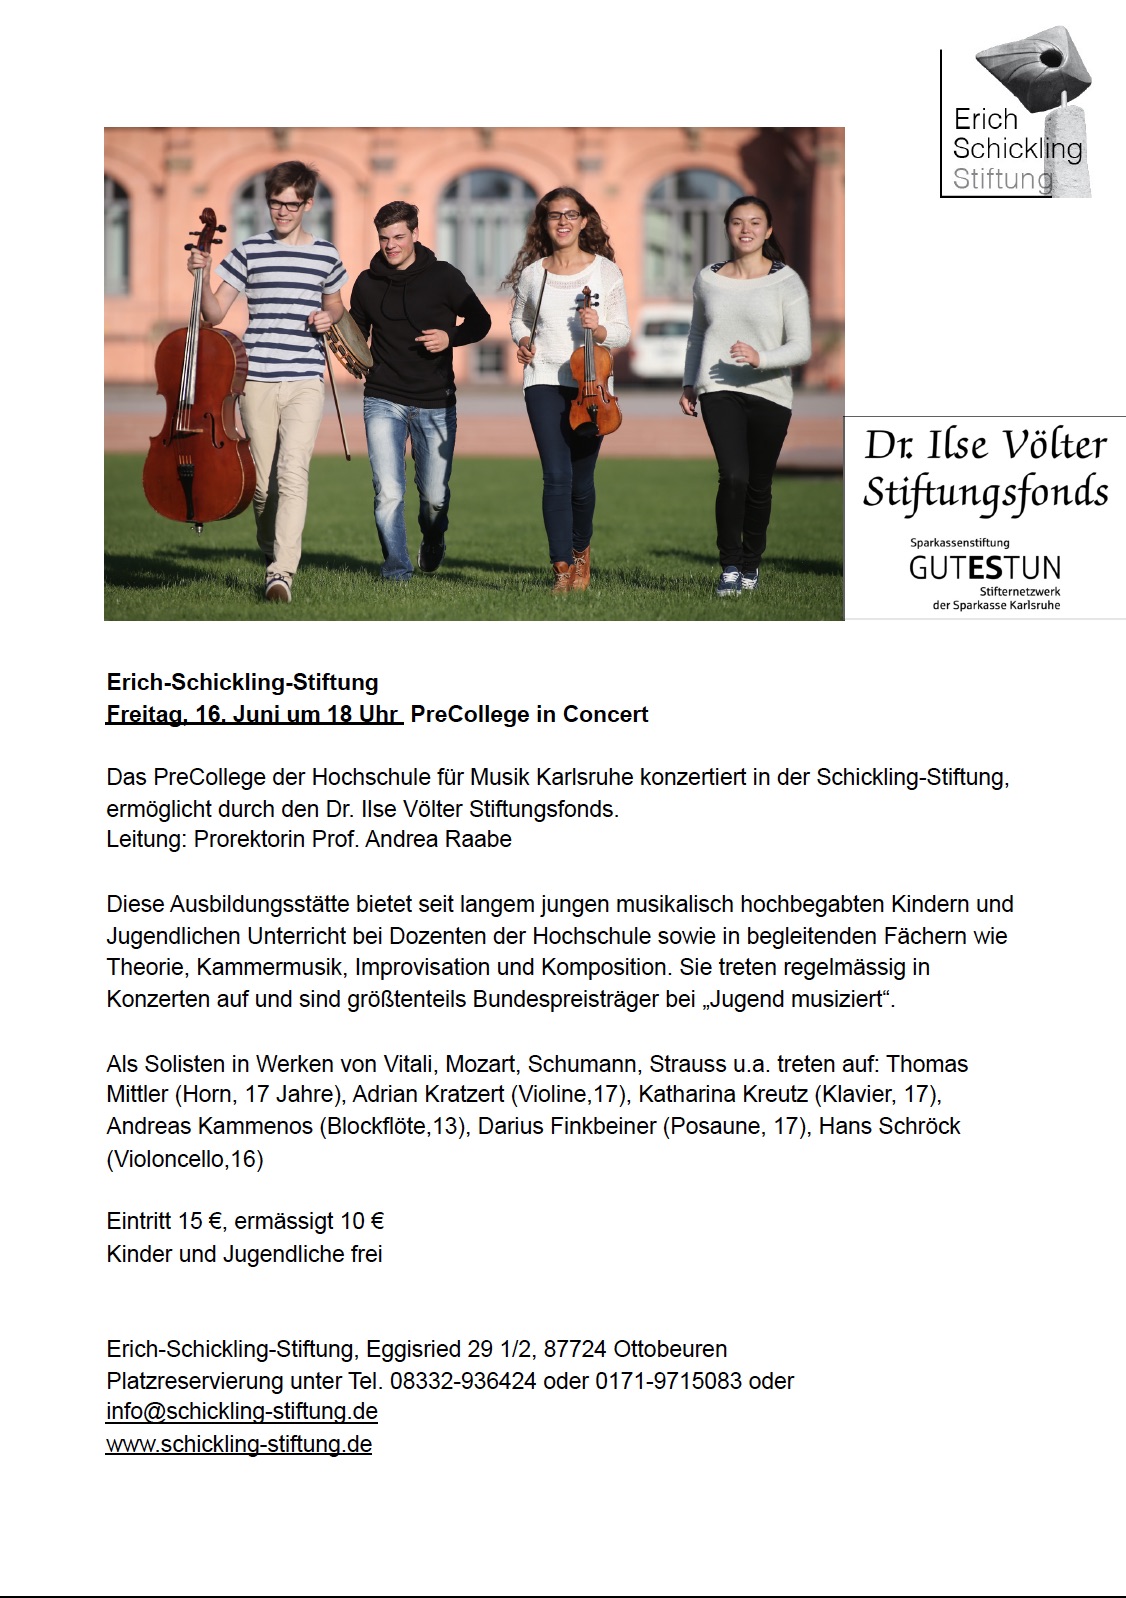 Erich
Schickling
Stiftung
Dr. Ilse Völter
Stiftungsfonds
Sparkassenstiftung
GUTESTUN
Stifternetzwerk
der Sparkasse Karlsruhe
Erich-Schickling-Stiftung
Freitag, 16. Juni um 18 Uhr  PreCollege in Concert
Das PreCollege der Hochschule für Musik Karlsruhe konzertiert in der Schickling-Stiftung,
ermöglicht durch den Dr. Ilse Völter Stiftungsfonds.
Leitung: Prorektorin Prof. Andrea Raabe
Diese Ausbildungsstätte bietet seit langem jungen musikalisch hochbegabten Kindern und
Jugendlichen Unterricht bei Dozenten der Hochschule sowie in begleitenden Fächern wie
Theorie, Kammermusik, Improvisation und Komposition. Sie treten regelmässig in
Konzerten auf und sind größtenteils Bundespreisträger bei „Jugend musiziert“.
Als Solisten in Werken von Vitali, Mozart, Schumann, Strauss u.a. treten auf: Thomas
Mittler (Horn, 17 Jahre), Adrian Kratzert (Violine,17), Katharina Kreutz (Klavier, 17),
Andreas Kammenos (Blockflöte,13), Darius Finkbeiner (Posaune, 17), Hans Schröck
(Violoncello,16)
Eintritt 15 €, ermässigt 10 €
Kinder und Jugendliche frei
Erich-Schickling-Stiftung, Eggisried 29 1/2, 87724 Ottobeuren
Platzreservierung unter Tel. 08332-936424 oder 0171-9715083 oder
info@schickling-stiftung.de
www.schickling-stiftung.de